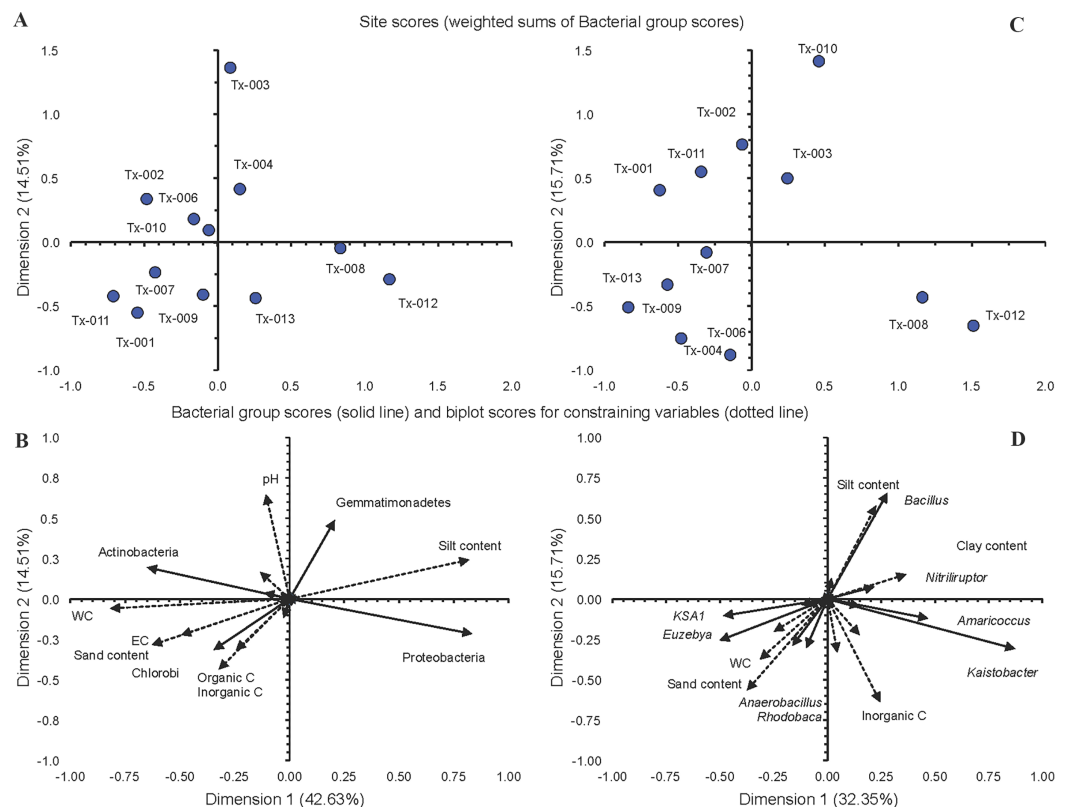 A
Site scores (weighted sums of Bacterial group scores)
C
Dimension 2 (14.51%)
1.5
1.0
0.5
0.0
-0.5
-1.0
-1.0
-0.5
0.0
0.5
1.0
1.5
2.0
Tx-003
Tx-004
Tx-002
Tx-006
Tx-010
Tx-008
Tx-007
Tx-012
Tx-011
Tx-009
Tx-013
Tx-001
Dimension 2 (15.71%)
1.5
1.0
0.5
0.0
-0.5
-1.0
-1.0
-0.5
0.0
0.5
1.0
1.5
2.0
Tx-010
Tx-002
Tx-011
Tx-003
Tx-001
Tx-007
Tx-013
Tx-009
Tx-012
Tx-008
Tx-006
Tx-004
Bacterial group scores (solid line) and biplot scores for constraining variables (dotted line)
B
Dimension 2 (14.51%)
1.0
0.8
0.5
0.3
0.0
-0.3
-0.5
-0.8
-1.0
pH
Gemmatimonadetes
Actinobacteria
Silt content
WC
EC
Sand content
Proteobacteria
Chlorobi
Organic C
Inorganic C
-1.00
-0.75
-0.50
-0.25
0.00
0.25
0.50
0.75
1.00
Dimension 1 (42.63%)
D
Dimension 2 (15.71%)
1.00
0.75
0.50
0.25
0.00
-0.25
-0.50
-0.75
-1.00
Silt content
Bacillus
Clay content
Nitriliruptor
KSA1
Amaricoccus
Euzebya
WC
Kaistobacter
Sand content
Anaerobacillus
Rhodobaca
Inorganic C
-1.00
-0.75
-0.50
-0.25
0.00
0.25
0.50
0.75
1.00
Dimension 1 (32.35%)